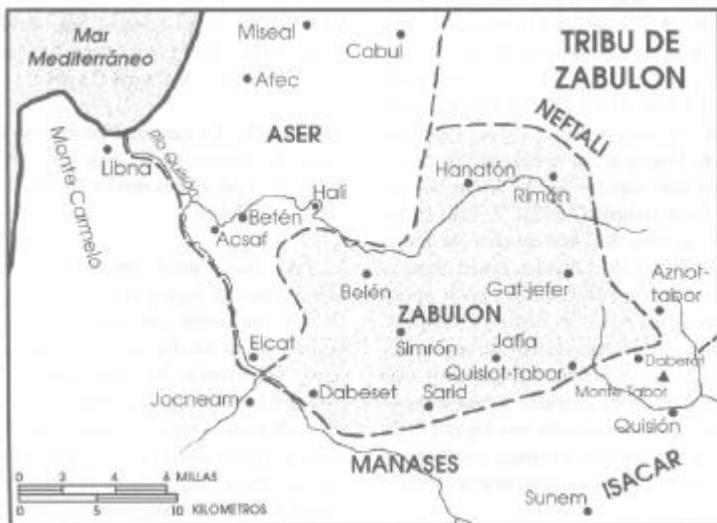 Mar
Mediterráneo
Miseal
Cabul
Afec
TRIBU DE
ZABULON
ASER
NEFTALI
Monte Carmelo
Libna
río Quisón
Hanatón
Rimón
Hali
Betén
Acsaf
Belén
Gat-jefer
Aznot-
tabor
ZABULON
Simrón
Jafía
Elcat
Quislot-tabor
Daberat
Monte Tabor
Jocneam
Dabeset
Sarid
Quisión
MANASES
ISACAR
Sunem
0 2 4 6 MILLAS
0 5 10 KILOMETROS